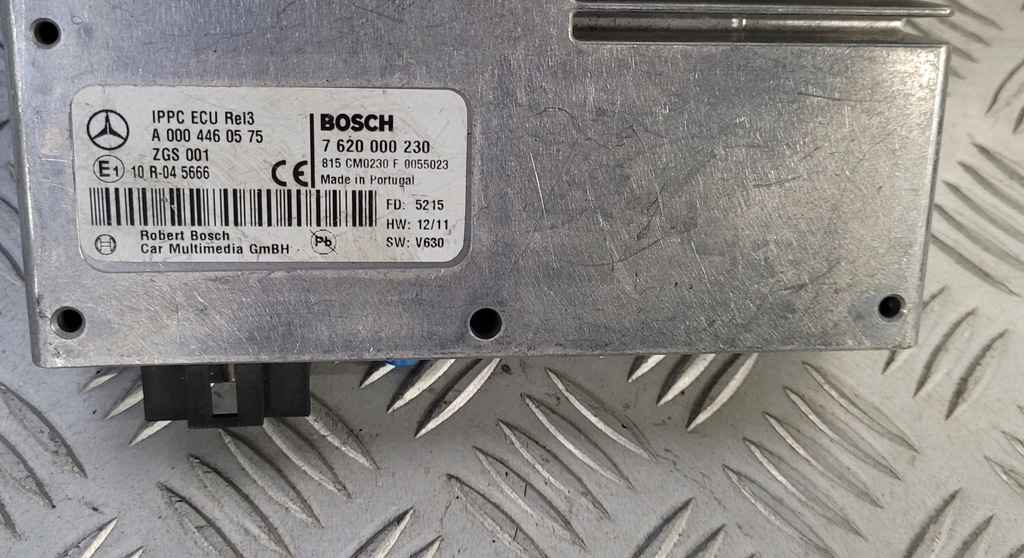 IPPC ECU Rel3
A 000 446 05 75
ZGS 001
E1 10 R-04 5666
CE
BOSCH
7 620 000 230
815 CM0230 F 0055023
Made in Portugal
FD: 5215
HW: 12/11
SW: V630
Robert Bosch
Car Multimedia GmBH
Pb